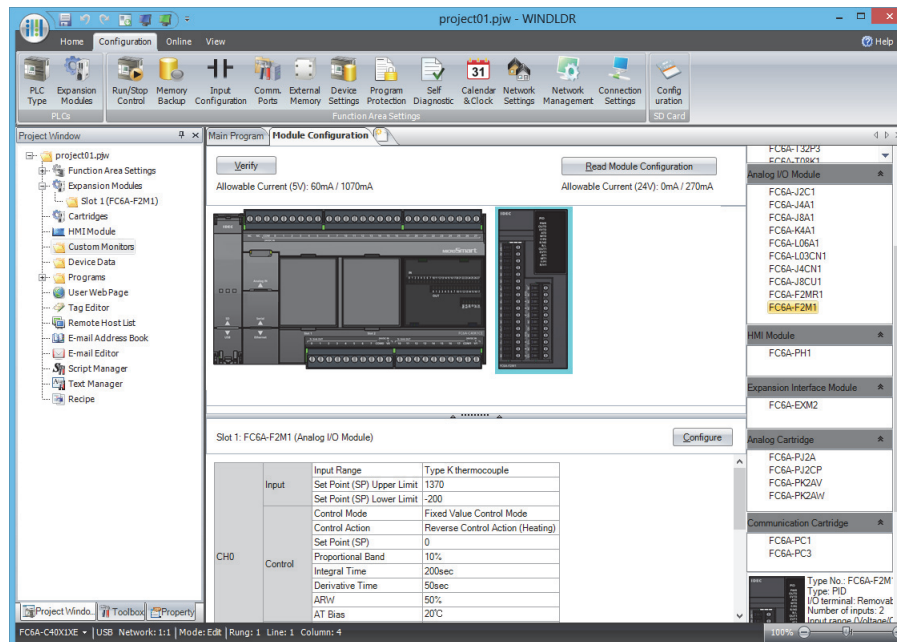 project01.pjw - WINDLDR
Home Configuration Online View Help
PLC Type
Expansion Modules
Run/Stop Control
Memory Backup
Input Configuration
Comm. Ports
External Memory
Device Settings
Program Protection
Self Diagnostic
Calendar & Clock
31
Network Settings
Network Management
Connection Settings
Config uration
PLCs Function Area Settings SD Card
Project Window
project01.pjw
Function Area Settings
Expansion Modules
Slot 1 (FC6A-F2M1)
Cartridges
HMI Module
Custom Monitors
Device Data
Programs
User Web Page
Tag Editor
Remote Host List
E-mail Address Book
E-mail Editor
Script Manager
Text Manager
Recipe
Project Windo... Toolbox Property
Main Program Module Configuration
Verify Read Module Configuration
Allowable Current (5V): 60mA / 1070mA Allowable Current (24V): 0mA / 270mA
Slot 1: FC6A-F2M1 (Analog I/O Module) Configure
CH0
Input
Input Range Type K thermocouple
Set Point (SP) Upper Limit 1370
Set Point (SP) Lower Limit -200
Control
Control Mode Fixed Value Control Mode
Control Action Reverse Control Action (Heating)
Set Point (SP) 0
Proportional Band 10%
Integral Time 200sec
Derivative Time 50sec
ARW 50%
AT Bias 20°C
FC6A-T32P3
FC6A-T08K1
Analog I/O Module
FC6A-J2C1
FC6A-J4A1
FC6A-J8A1
FC6A-K4A1
FC6A-L06A1
FC6A-L03CN1
FC6A-J4CN1
FC6A-J8CU1
FC6A-F2MR1
FC6A-F2M1
HMI Module
FC6A-PH1
Expansion Interface Module
FC6A-EXM2
Analog Cartridge
FC6A-PJ2A
FC6A-PJ2CP
FC6A-PK2AV
FC6A-PK2AW
Communication Cartridge
FC6A-PC1
FC6A-PC3
Type No.: FC6A-F2M
Type: PID
I/O terminal: Removab
Number of inputs: 2
Input range (Voltage/C
FC6A-C40X1XE USB Network: 1:1 Mode: Edit Rung: 1 Line: 1 Column: 4 100%